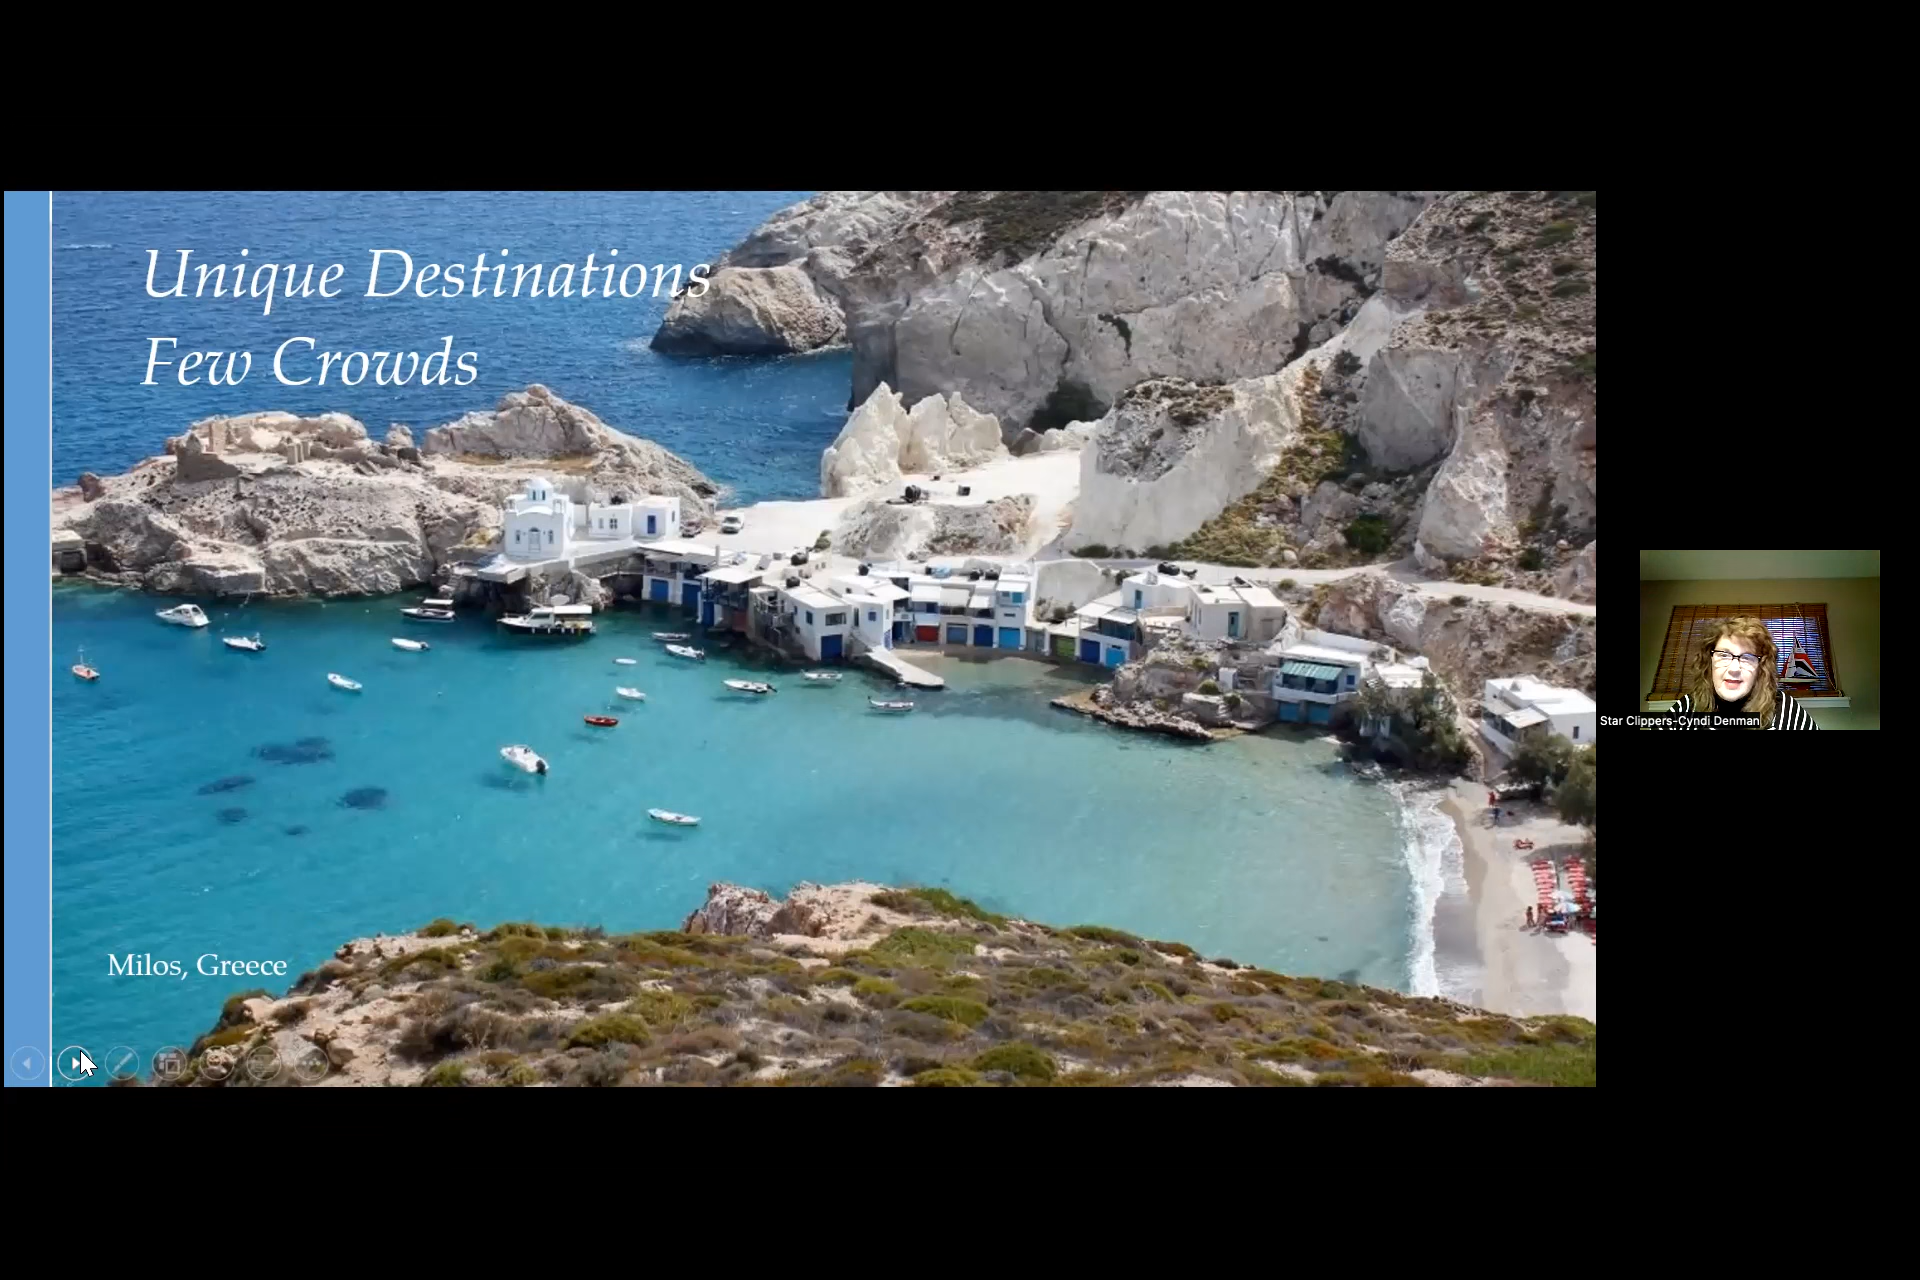 Unique Destinations
Few Crowds
Star Clippers-Cyndi Denman
Milos, Greece